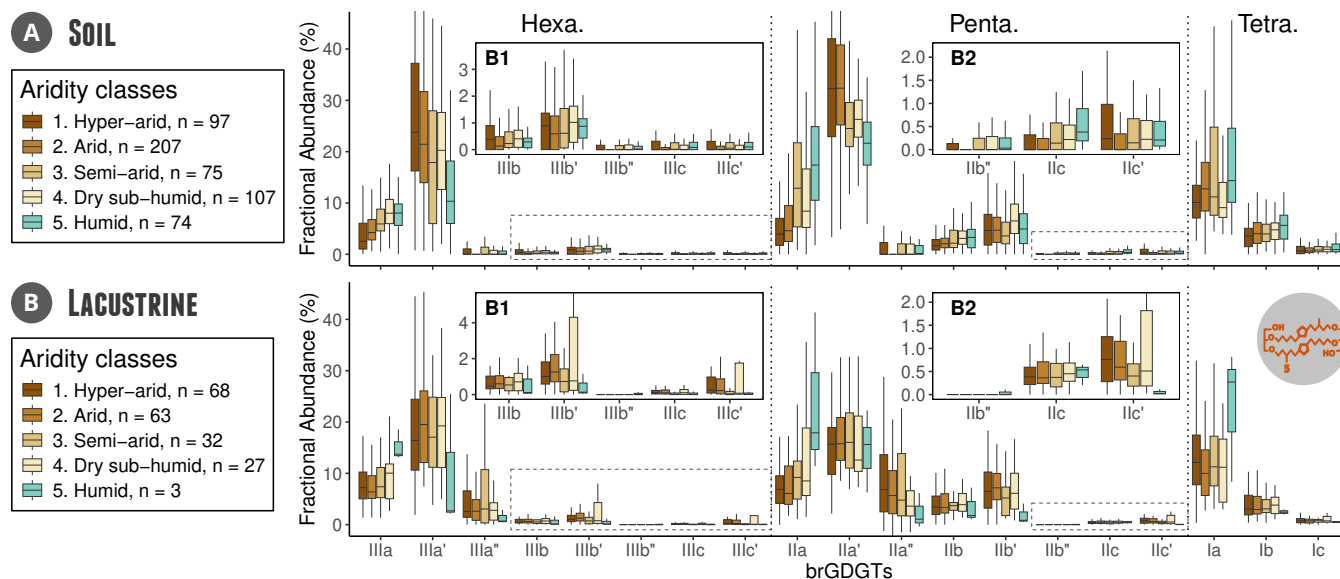 A SOIL
Aridity classes
1. Hyper-arid, n = 97
2. Arid, n = 207
3. Semi-arid, n = 75
4. Dry sub-humid, n = 107
5. Humid, n = 74
Fractional Abundance (%)
40
30
20
10
0
Hexa.
Penta.
Tetra.
B1
3
2
1
0
IIIb IIIb' IIIb" IIIc IIIc'
B2
2.0
1.5
1.0
0.5
0.0
IIb" IIc IIc'
B LACUSTRINE
Aridity classes
1. Hyper-arid, n = 68
2. Arid, n = 63
3. Semi-arid, n = 32
4. Dry sub-humid, n = 27
5. Humid, n = 3
Fractional Abundance (%)
40
30
20
10
0
B1
4
2
0
IIIb IIIb' IIIb" IIIc IIIc'
B2
2.0
1.5
1.0
0.5
0.0
IIb" IIc IIc'
OH
O
O
O
O
HO
5
IIIa IIIa' IIIa" IIIb IIIb' IIIb" IIIc IIIc' IIa IIa' IIa" IIb IIb' IIb" IIc IIc' Ia Ib Ic
brGDGTs